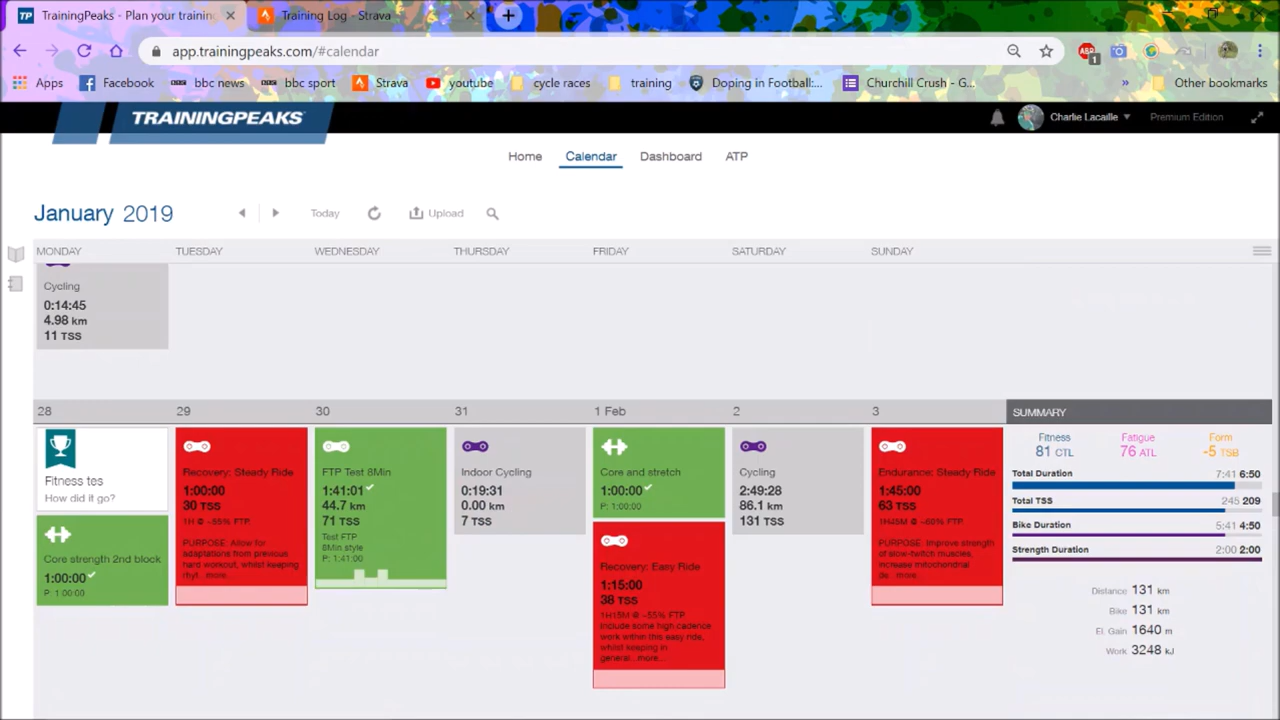 TrainingPeaks - Plan your trainin
Training Log - Strava
app.trainingpeaks.com/#calendar
ABP
1
Apps
Facebook
bbc news
bbc sport
Strava
youtube
cycle races
training
Doping in Football:...
Churchill Crush - G...
»
Other bookmarks
TRAININGPEAKS
Charlie Lacaille
Premium Edition
Home
Calendar
Dashboard
ATP
January 2019
Today
Upload
MONDAY
TUESDAY
WEDNESDAY
THURSDAY
FRIDAY
SATURDAY
SUNDAY
Cycling
0:14:45
4.98 km
11 TSS
28
29
30
31
1 Feb
2
3
SUMMARY
Fitness tes
How did it go?
Core strength 2nd block
1:00:00
P: 1:00:00
Recovery: Steady Ride
1:00:00
30 TSS
1H @ ~55% FTP.
PURPOSE: Allow for
adaptations from previous
hard workout, whilst keeping
rhyt...more...
FTP Test 8Min
1:41:01
44.7 km
71 TSS
Test FTP
8Min style
P: 1:41:00
Indoor Cycling
0:19:31
0.00 km
7 TSS
Core and stretch
1:00:00
P: 1:00:00
Recovery: Easy Ride
1:15:00
38 TSS
1H15M @ ~55% FTP.
Include some high cadence
work within this easy ride,
whilst keeping in
general...more...
Cycling
2:49:28
86.1 km
131 TSS
Endurance: Steady Ride
1:45:00
63 TSS
1H45M @ ~60% FTP.
PURPOSE: Improve strength
of slow-twitch muscles,
increase mitochondrial
de...more...
Fitness
81 CTL
Fatigue
76 ATL
Form
-5 TSB
Total Duration 7:41 6:50
Total TSS 245 209
Bike Duration 5:41 4:50
Strength Duration 2:00 2:00
Distance 131 km
Bike 131 km
El. Gain 1640 m
Work 3248 kJ